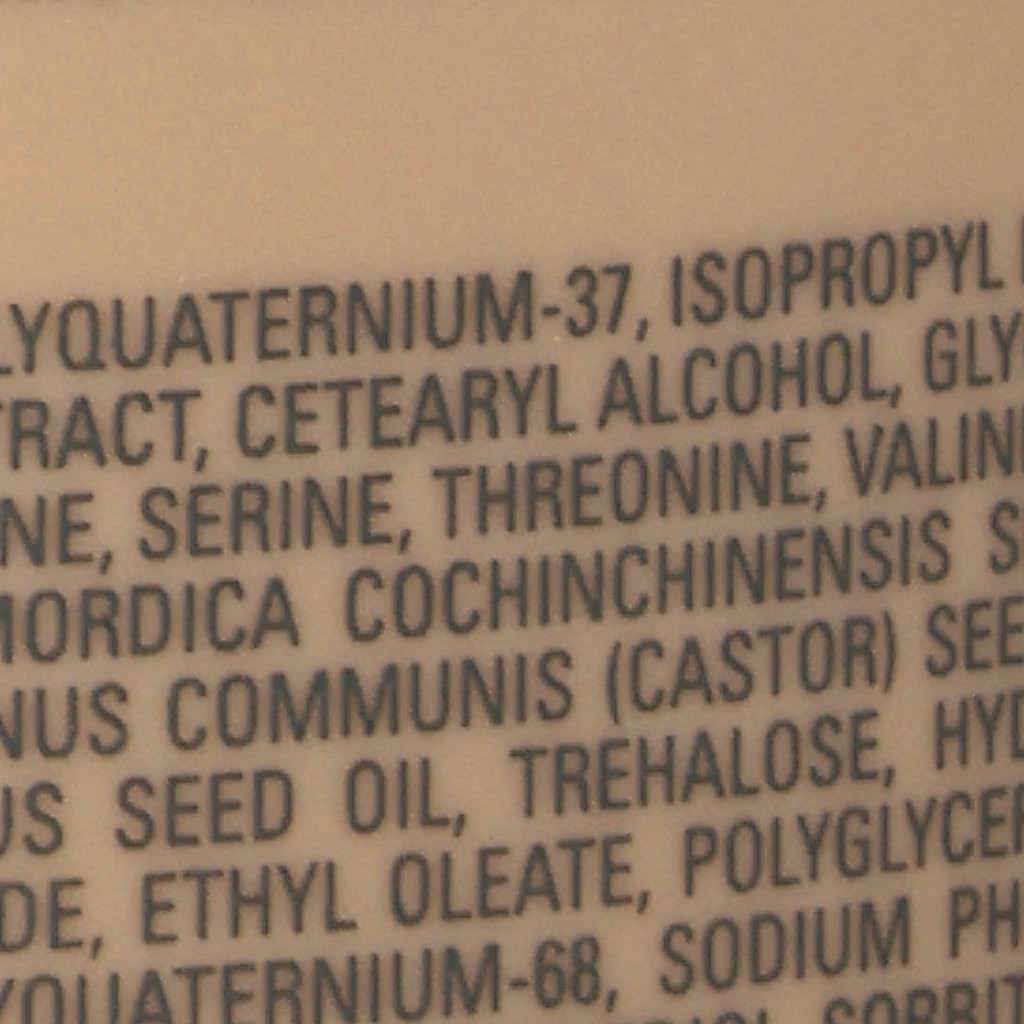 LYQUATERNIUM-37, ISOPROPYL
TRACT, CETEARYL ALCOHOL, GLY
NE, SERINE, THREONINE, VALIN
MORDICA COCHINCHINENSIS S
NUS COMMUNIS (CASTOR) SEE
US SEED OIL, TREHALOSE, HYD
DE, ETHYL OLEATE, POLYGLYCER
YQUATERNIUM-68, SODIUM PH
SORBIT